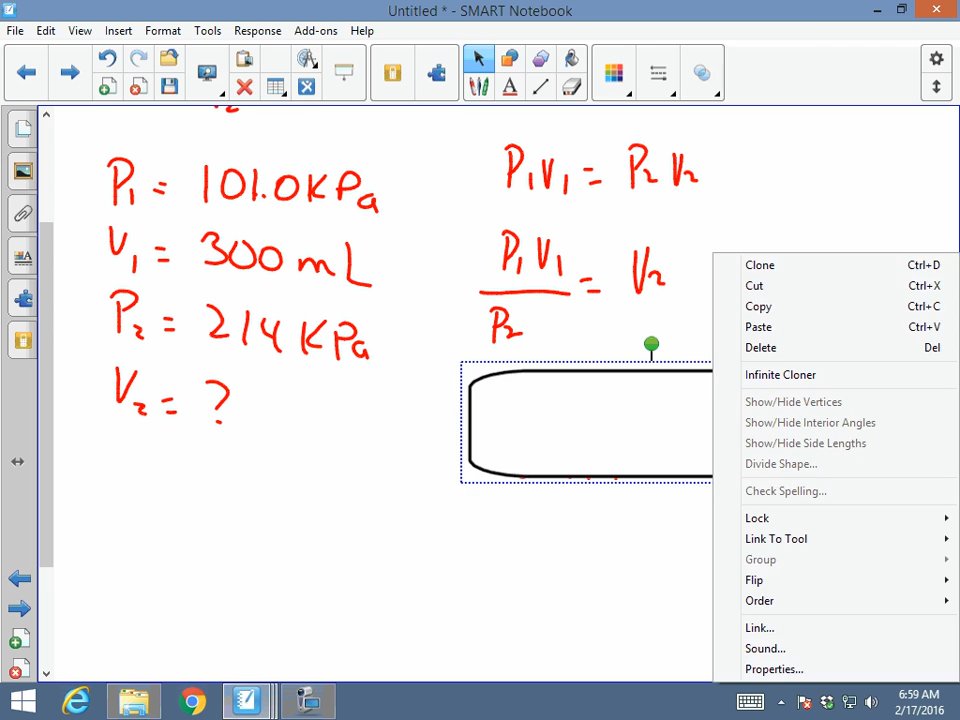 Untitled * - SMART Notebook
File Edit View Insert Format Tools Response Add-ons Help
P₁ = 101.0 KPa
V₁ = 300 mL
P₂ = 214 KPa
V₂ = ?
P₁V₁ = P₂V₂
P₁V₁
P₂
= V₂
Clone Ctrl+D
Cut Ctrl+X
Copy Ctrl+C
Paste Ctrl+V
Delete Del
Infinite Cloner
Show/Hide Vertices
Show/Hide Interior Angles
Show/Hide Side Lengths
Divide Shape...
Check Spelling...
Lock
Link To Tool
Group
Flip
Order
Link...
Sound...
Properties...
6:59 AM
2/17/2016